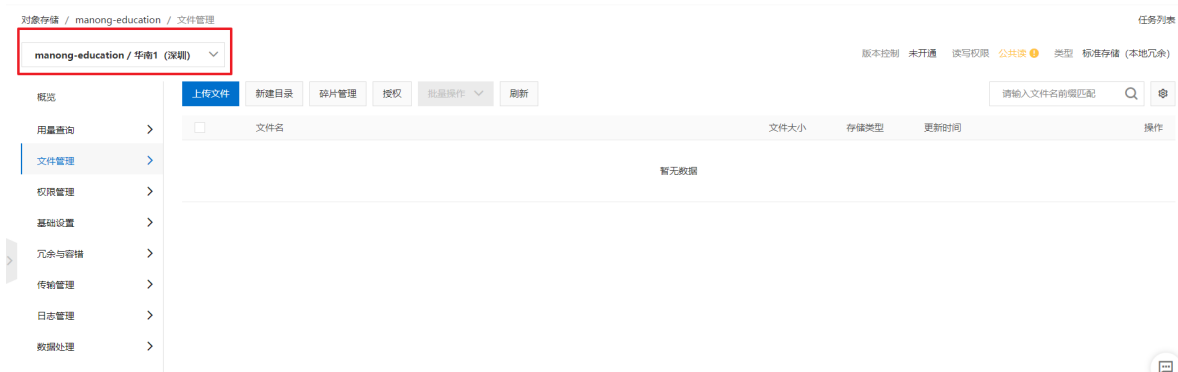 对象存储 / manong-education / 文件管理
任务列表
manong-education / 华南1（深圳）
版本控制 未开通 读写权限 公共读 类型 标准存储（本地冗余）
概览
上传文件 新建目录 碎片管理 授权 批量操作 刷新
请输入文件名前缀匹配
用量查询
文件名 文件大小 存储类型 更新时间 操作
文件管理
暂无数据
权限管理
基础设置
冗余与容错
传输管理
日志管理
数据处理